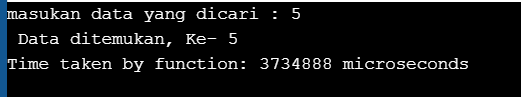 masukan data yang dicari : 5
Data ditemukan, Ke- 5
Time taken by function: 3734888 microseconds